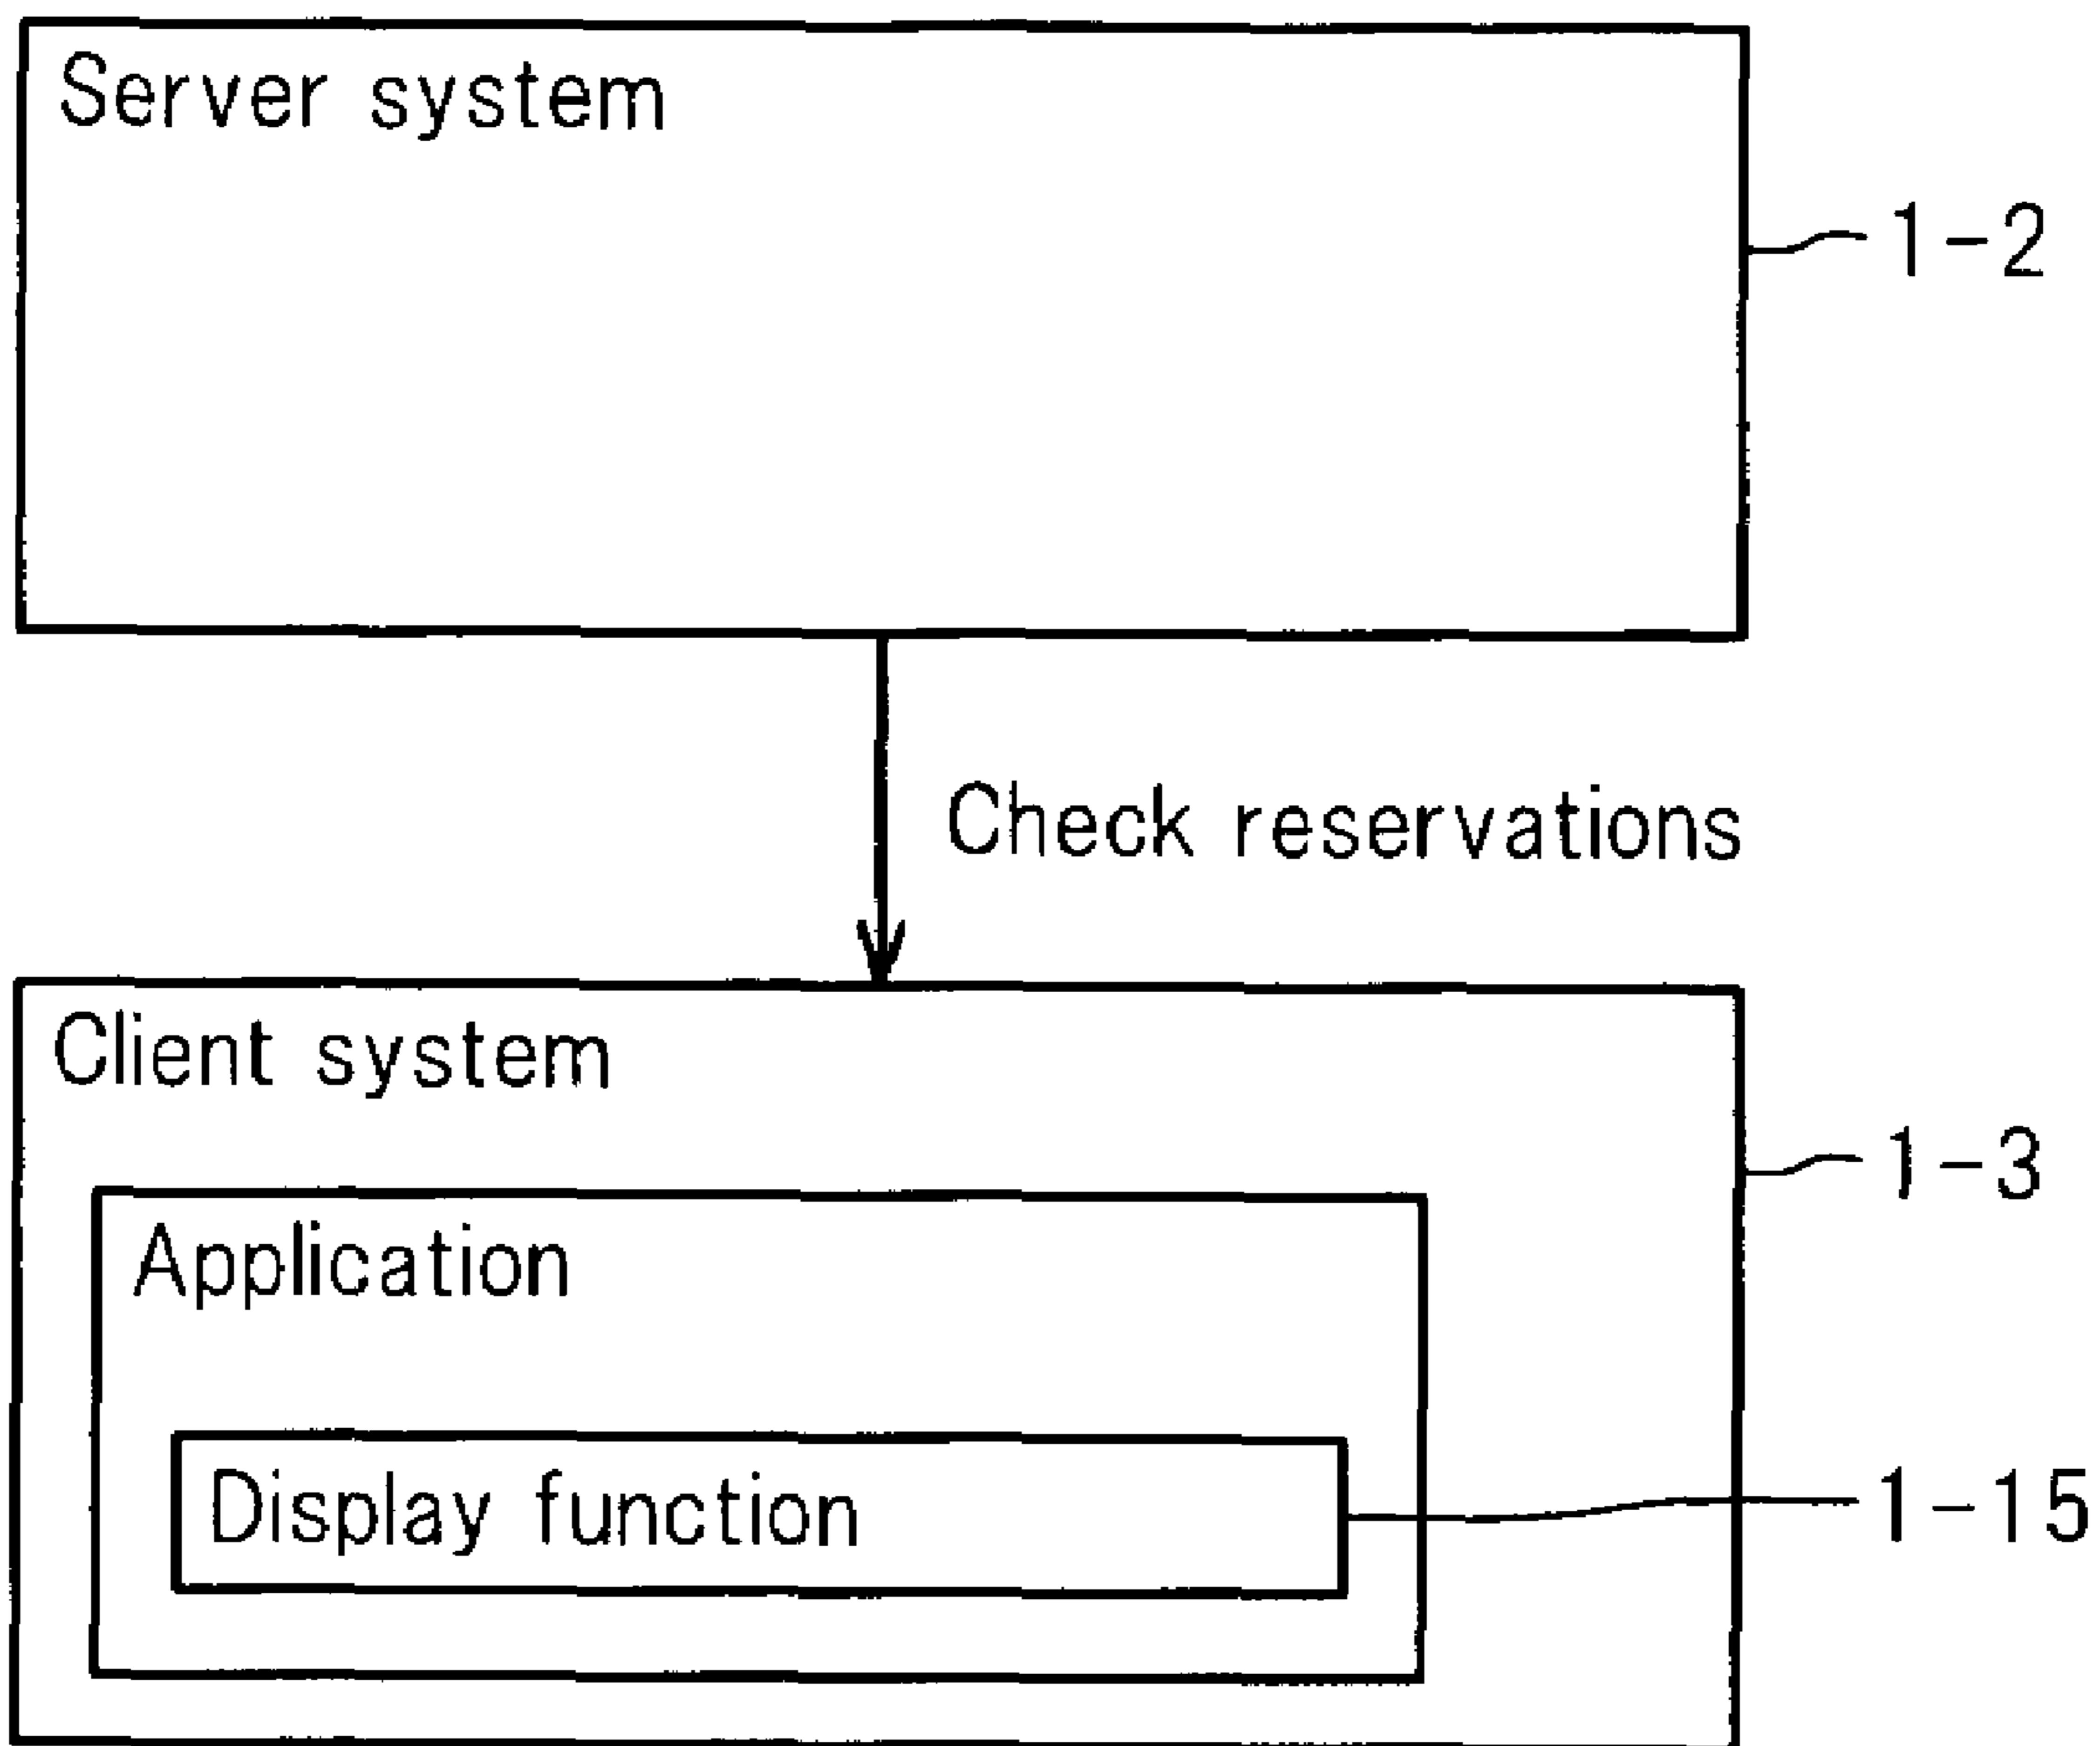 Server system
1-2
Check reservations
Client system
1-3
Application
Display function
1-15